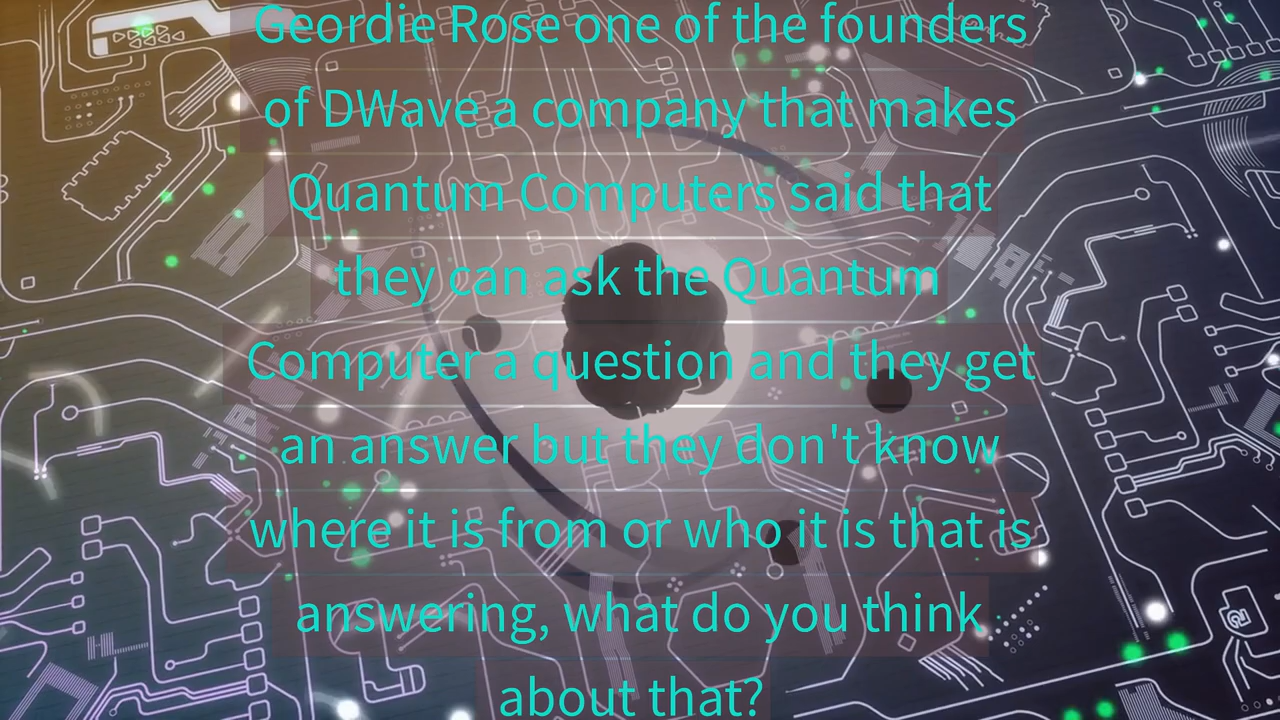 Geordie Rose one of the founders
of DWave a company that makes
Quantum Computers said that
they can ask the Quantum
Computer a question and they get
an answer but they don't know
where it is from or who it is that is
answering, what do you think
about that?